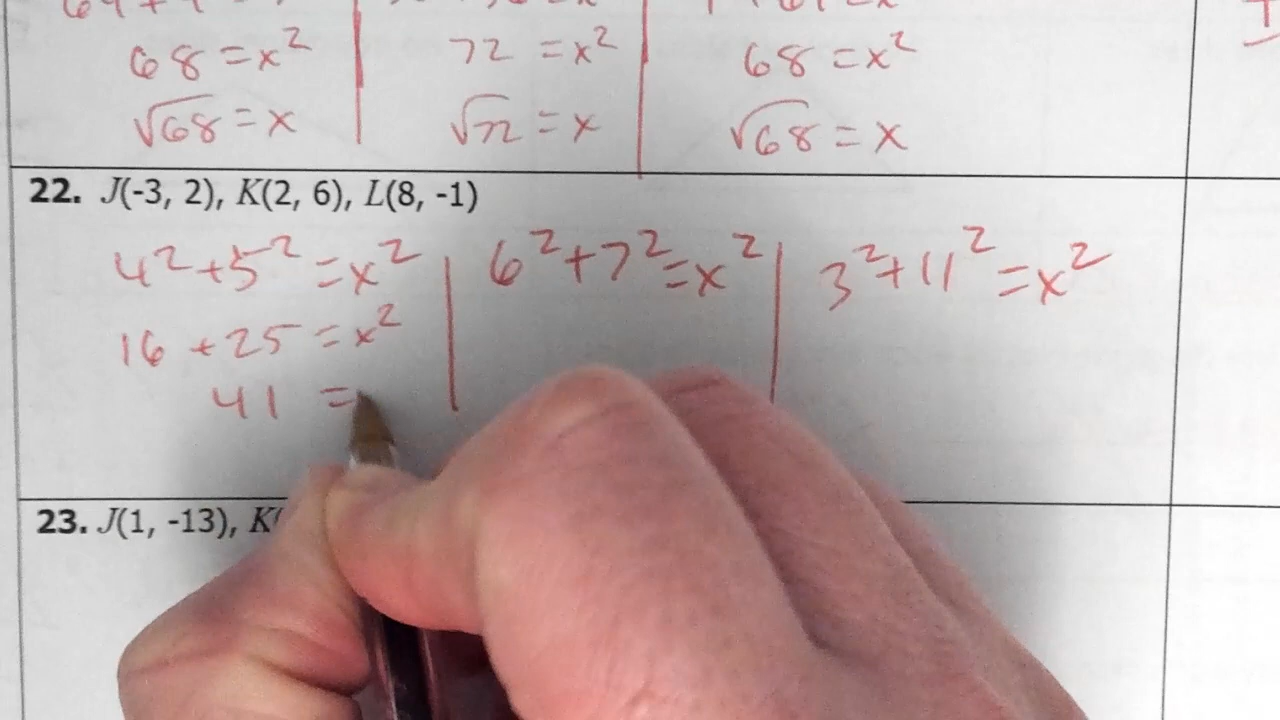 68 = x² | 72 = x² | 68 = x²
√68 = x | √72 = x | √68 = x
22. J(-3, 2), K(2, 6), L(8, -1)
4² + 5² = x² | 6² + 7² = x² | 3² + 11² = x²
16 + 25 = x²
41 =
23. J(1, -13), K(